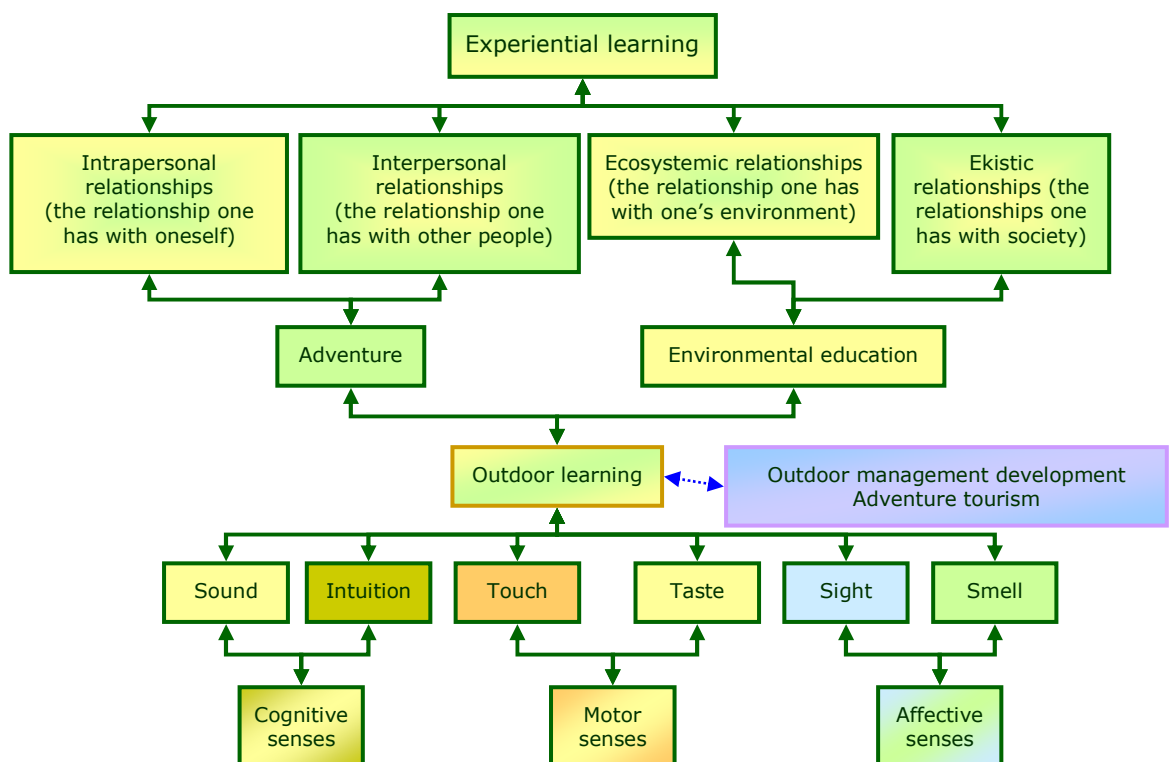 Experiential learning
Intrapersonal
relationships
(the relationship one
has with oneself)
Interpersonal
relationships
(the relationship one
has with other people)
Ecosystemic relationships
(the relationship one has
with one’s environment)
Ekistic
relationships (the
relationships one
has with society)
Adventure
Environmental education
Outdoor learning
Outdoor management development
Adventure tourism
Sound
Intuition
Touch
Taste
Sight
Smell
Cognitive
senses
Motor
senses
Affective
senses